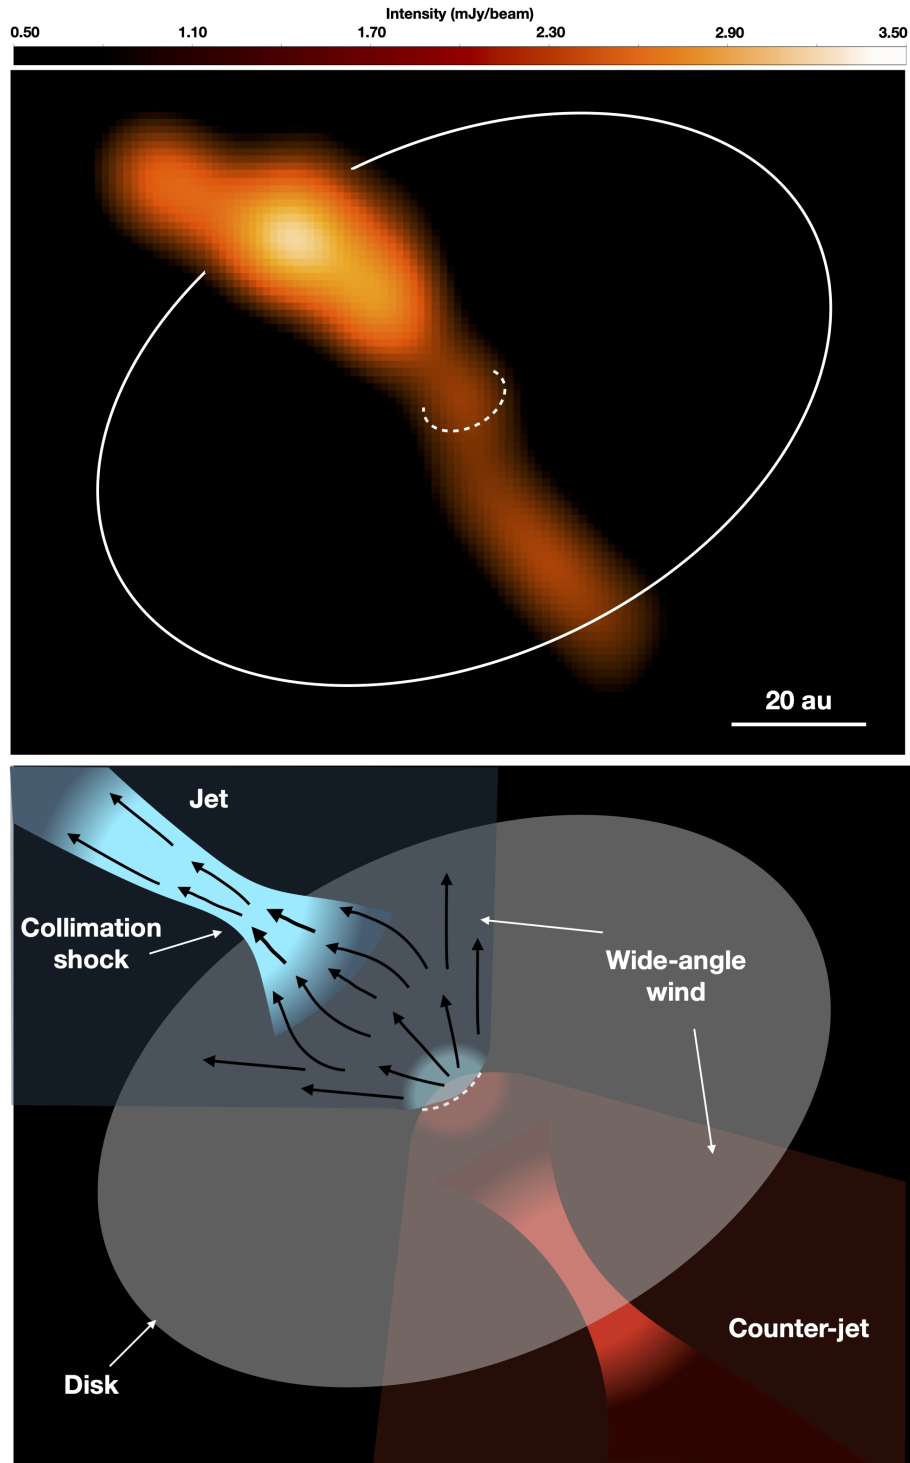 Intensity (mJy/beam)
0.50 1.10 1.70 2.30 2.90 3.50
20 au
Jet
Collimation
shock
Wide-angle
wind
Counter-jet
Disk